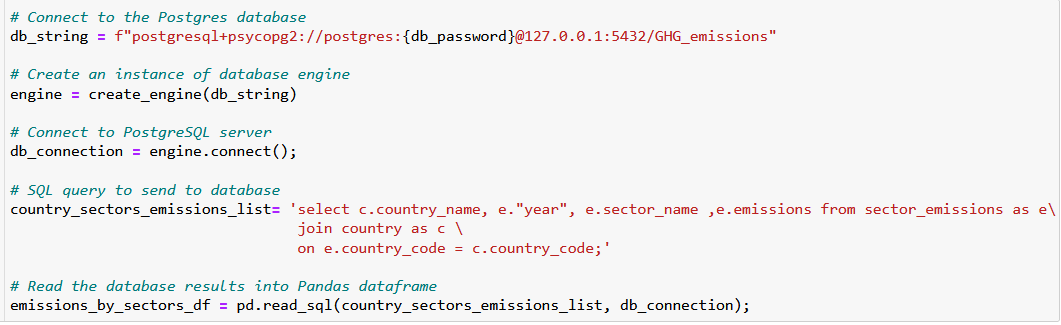 # Connect to the Postgres database
db_string = f"postgresql+psycopg2://postgres:{db_password}@127.0.0.1:5432/GHG_emissions"
# Create an instance of database engine
engine = create_engine(db_string)
# Connect to PostgreSQL server
db_connection = engine.connect();
# SQL query to send to database
country_sectors_emissions_list= 'select c.country_name, e."year", e.sector_name ,e.emissions from sector_emissions as e\
join country as c \
on e.country_code = c.country_code;'
# Read the database results into Pandas dataframe
emissions_by_sectors_df = pd.read_sql(country_sectors_emissions_list, db_connection);